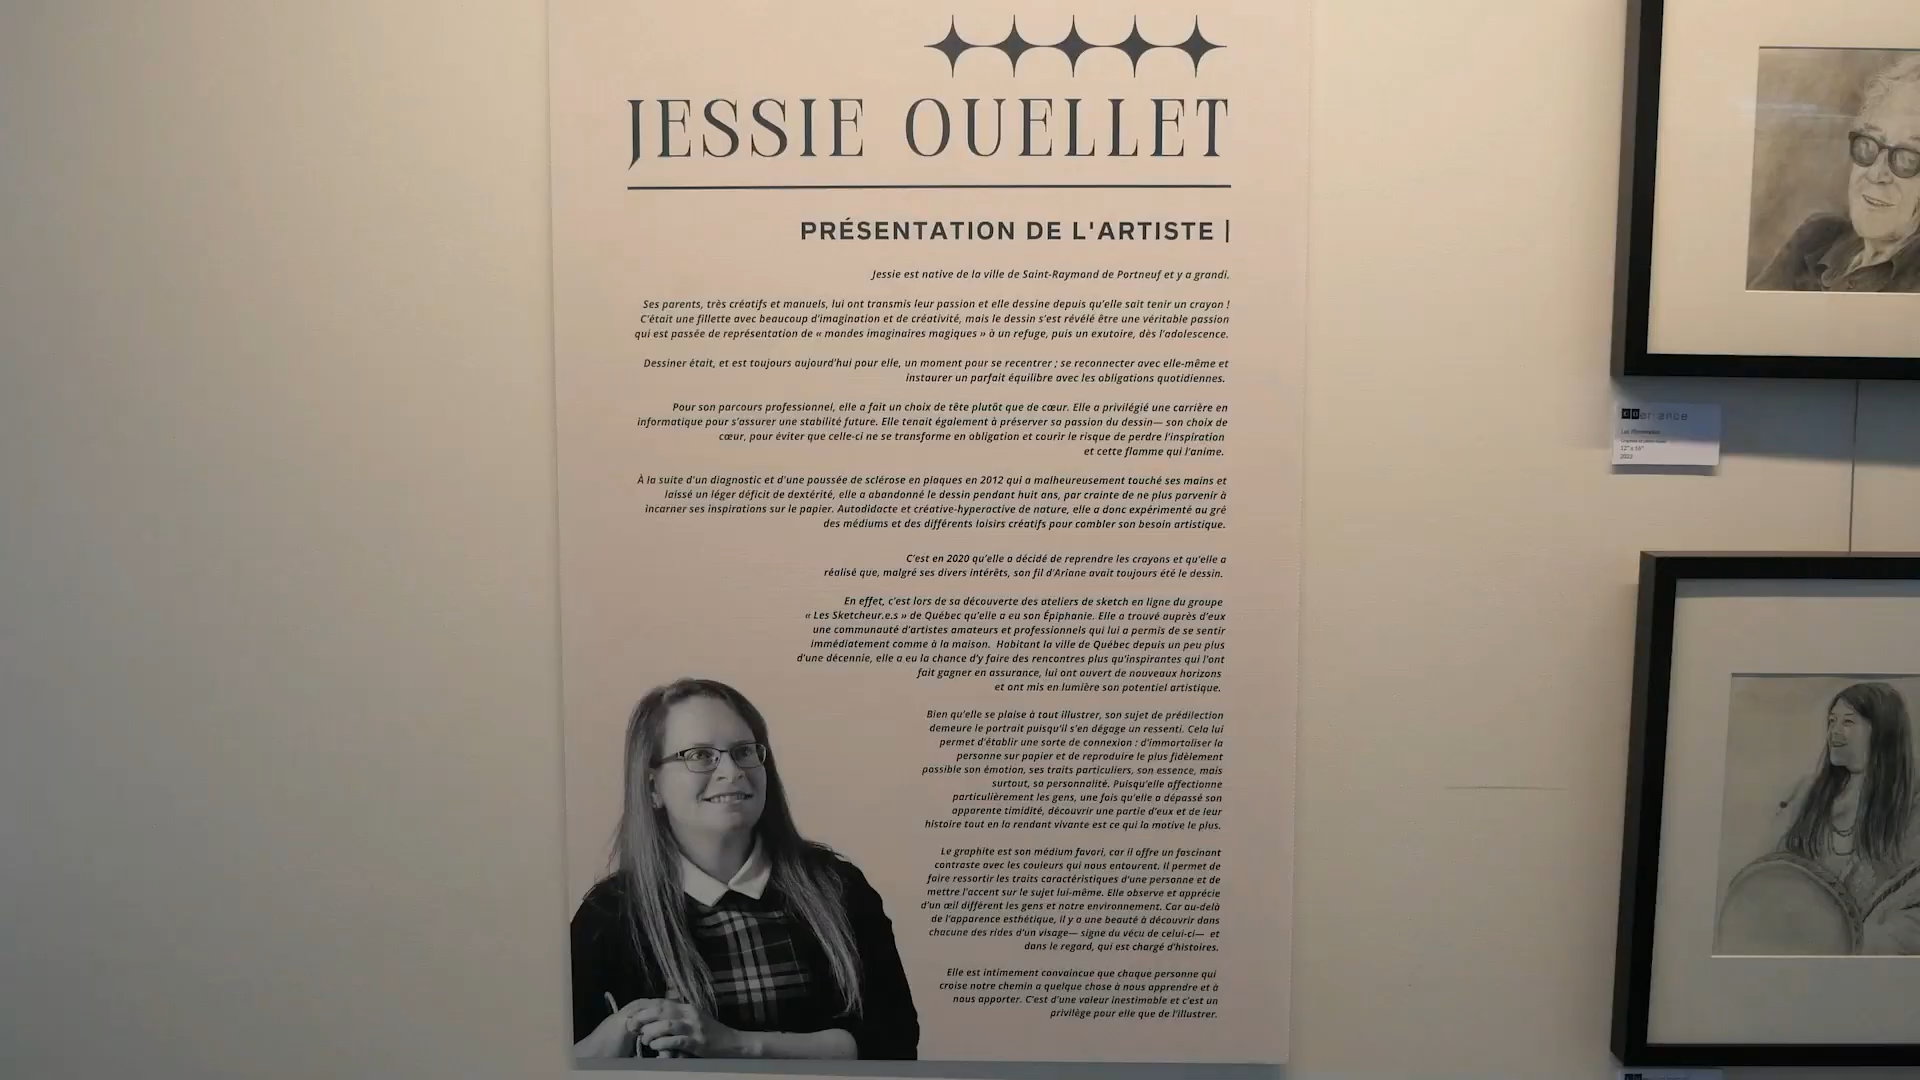 JESSIE OUELLET
PRÉSENTATION DE L'ARTISTE |
Jessie est native de la ville de Saint-Raymond de Portneuf et y a grandi.
Ses parents, très créatifs et manuels, lui ont transmis leur passion et elle dessine depuis qu'elle sait tenir un crayon !
C'était une fillette avec beaucoup d'imagination et de créativité, mais le dessin s'est révélé être une véritable passion
qui est passée de représentation de « mondes imaginaires magiques » à un refuge, puis un exutoire, dès l'adolescence.
Dessiner était, et est toujours aujourd'hui pour elle, un moment pour se recentrer ; se reconnecter avec elle-même et
instaurer un parfait équilibre avec les obligations quotidiennes.
Pour son parcours professionnel, elle a fait un choix de tête plutôt que de cœur. Elle a privilégié une carrière en
informatique pour s'assurer une stabilité future. Elle tenait également à préserver sa passion du dessin— son choix de
cœur, pour éviter que celle-ci ne se transforme en obligation et courir le risque de perdre l'inspiration
et cette flamme qui l'anime.
À la suite d'un diagnostic et d'une poussée de sclérose en plaques en 2012 qui a malheureusement touché ses mains et
laissé un léger déficit de dextérité, elle a abandonné le dessin pendant huit ans, par crainte de ne plus parvenir à
incarner ses inspirations sur le papier. Autodidacte et créative-hyperactive de nature, elle a donc expérimenté au gré
des médiums et des différents loisirs créatifs pour combler son besoin artistique.
C'est en 2020 qu'elle a décidé de reprendre les crayons et qu'elle a
réalisé que, malgré ses divers intérêts, son fil d'Ariane avait toujours été le dessin.
En effet, c'est lors de sa découverte des ateliers de sketch en ligne du groupe
« Les Sketcheur.e.s » de Québec qu'elle a eu son Épiphanie. Elle a trouvé auprès d'eux
une communauté d'artistes amateurs et professionnels qui lui a permis de se sentir
immédiatement comme à la maison. Habitant la ville de Québec depuis un peu plus
d'une décennie, elle a eu la chance d'y faire des rencontres plus qu'inspirantes qui l'ont
fait gagner en assurance, lui ont ouvert de nouveaux horizons
et ont mis en lumière son potentiel artistique.
Bien qu'elle se plaise à tout illustrer, son sujet de prédilection
demeure le portrait puisqu'il s'en dégage un ressenti. Cela lui
permet d'établir une sorte de connexion : d'immortaliser la
personne sur papier et de reproduire le plus fidèlement
possible son émotion, ses traits particuliers, son essence, mais
surtout, sa personnalité. Puisqu'elle affectionne
particulièrement les gens, une fois qu'elle a dépassé son
apparente timidité, découvrir une partie d'eux et de leur
histoire tout en la rendant vivante est ce qui la motive le plus.
Le graphite est son médium favori, car il offre un fascinant
contraste avec les couleurs qui nous entourent. Il permet de
faire ressortir les traits caractéristiques d'une personne et de
mettre l'accent sur le sujet lui-même. Elle observe et apprécie
d'un œil différent les gens et notre environnement. Car au-delà
de l'apparence esthétique, il y a une beauté à découvrir dans
chacune des rides d'un visage— signe du vécu de celui-ci— et
dans le regard, qui est chargé d'histoires.
Elle est intimement convaincue que chaque personne qui
croise notre chemin a quelque chose à nous apprendre et à
nous apporter. C'est d'une valeur inestimable et c'est un
privilège pour elle que de l'illustrer.